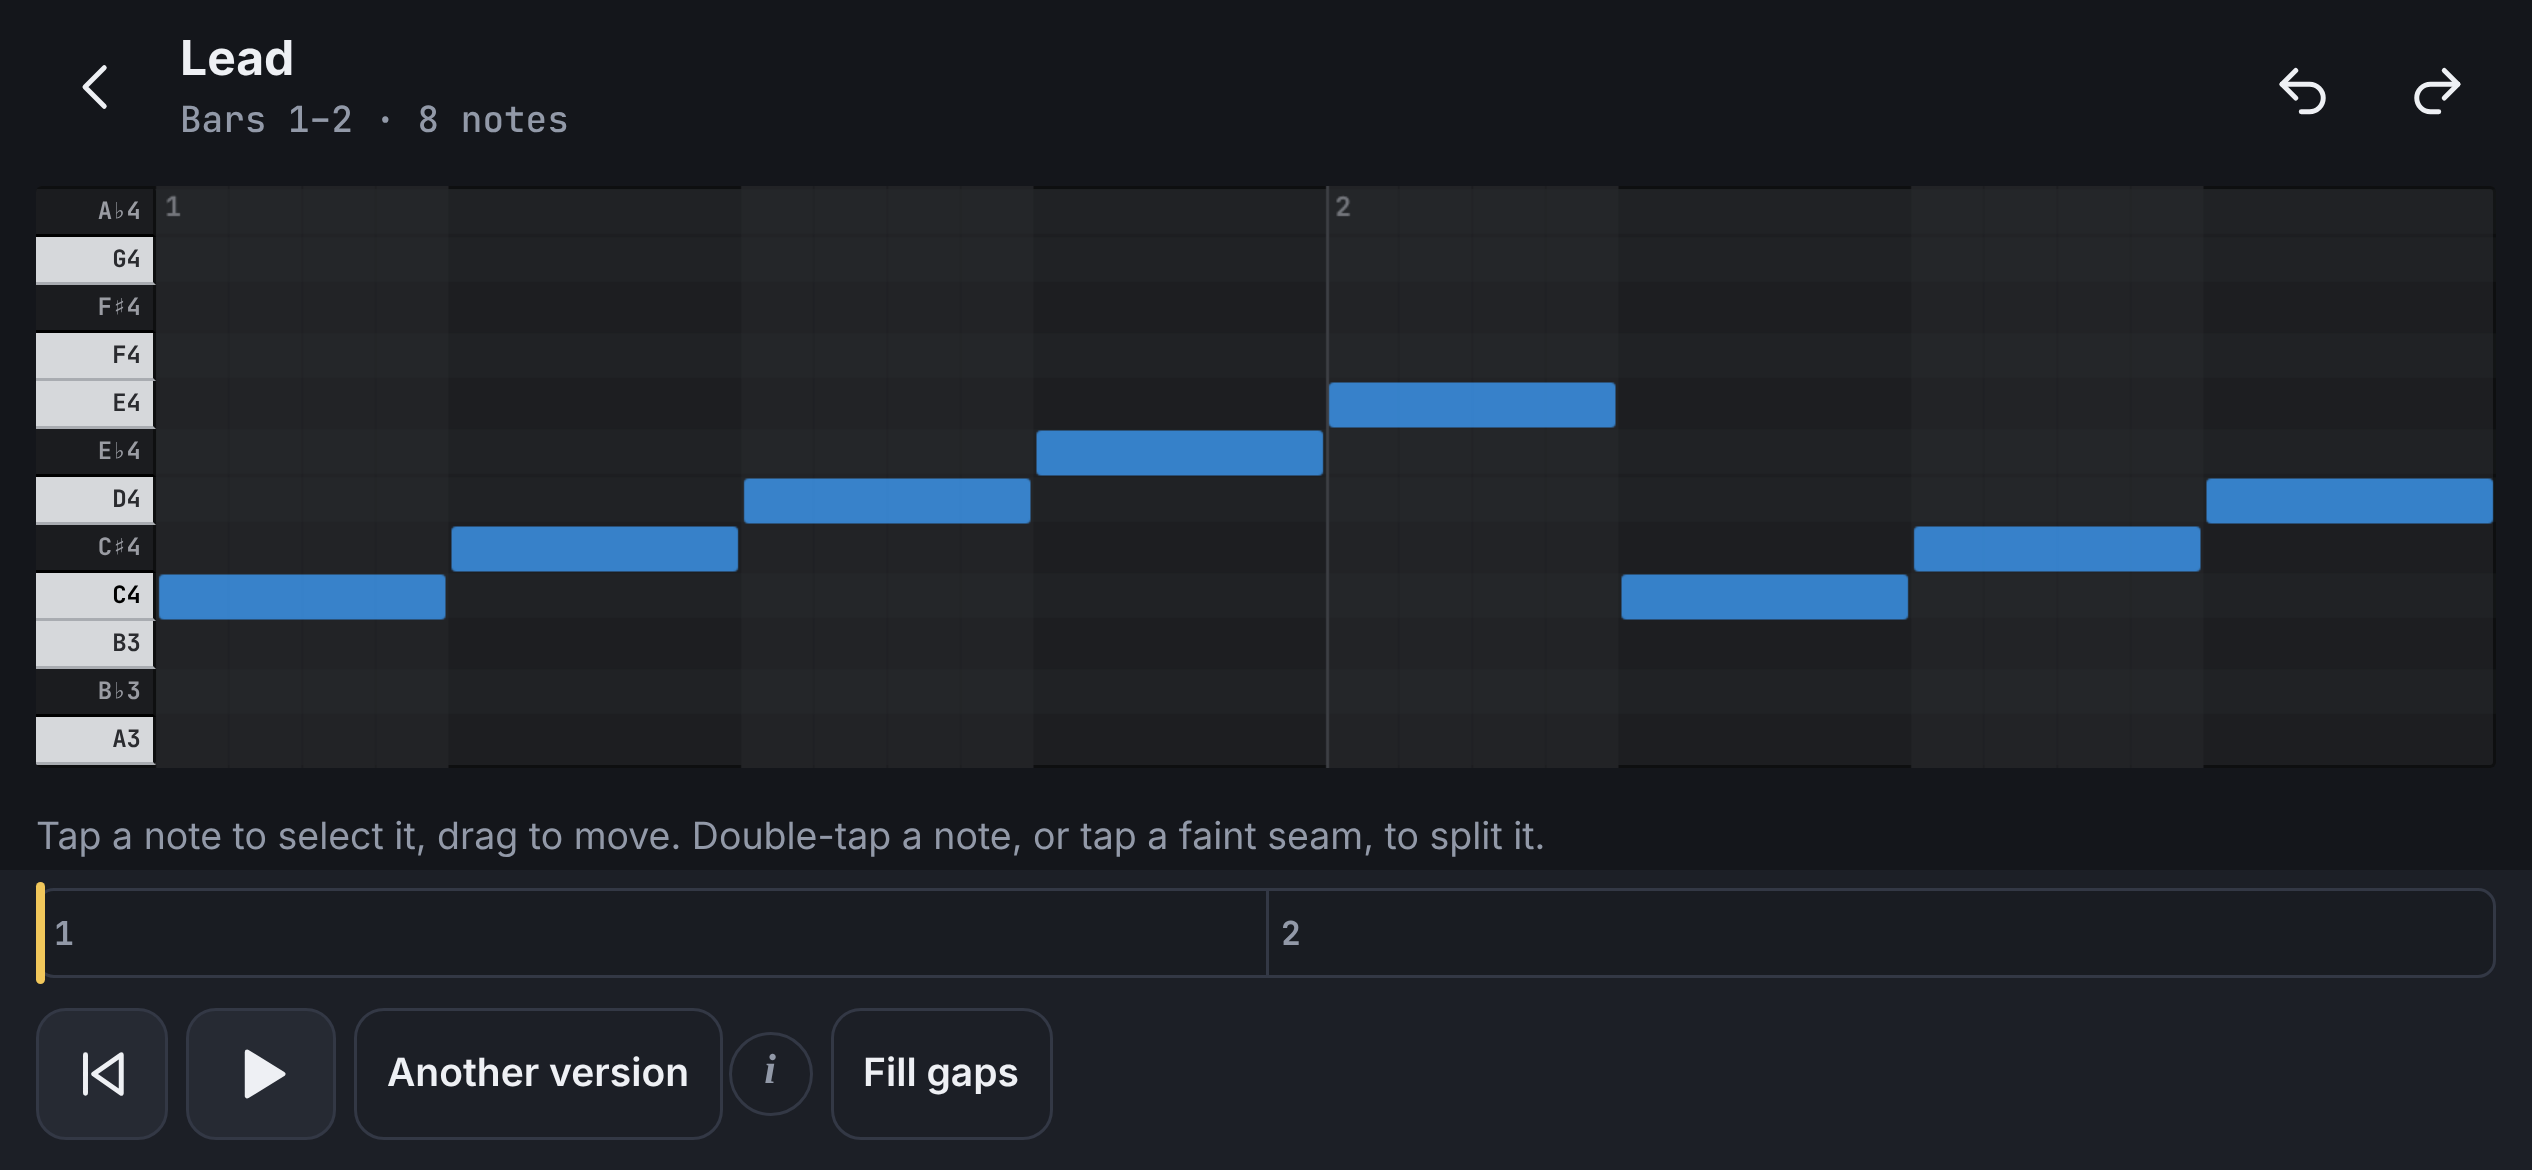 Lead
Bars 1–2 · 8 notes
A♭4
1
2
G4
F♯4
F4
E4
E♭4
D4
C♯4
C4
B3
B♭3
A3
Tap a note to select it, drag to move. Double-tap a note, or tap a faint seam, to split it.
1
2
Another version
i
Fill gaps